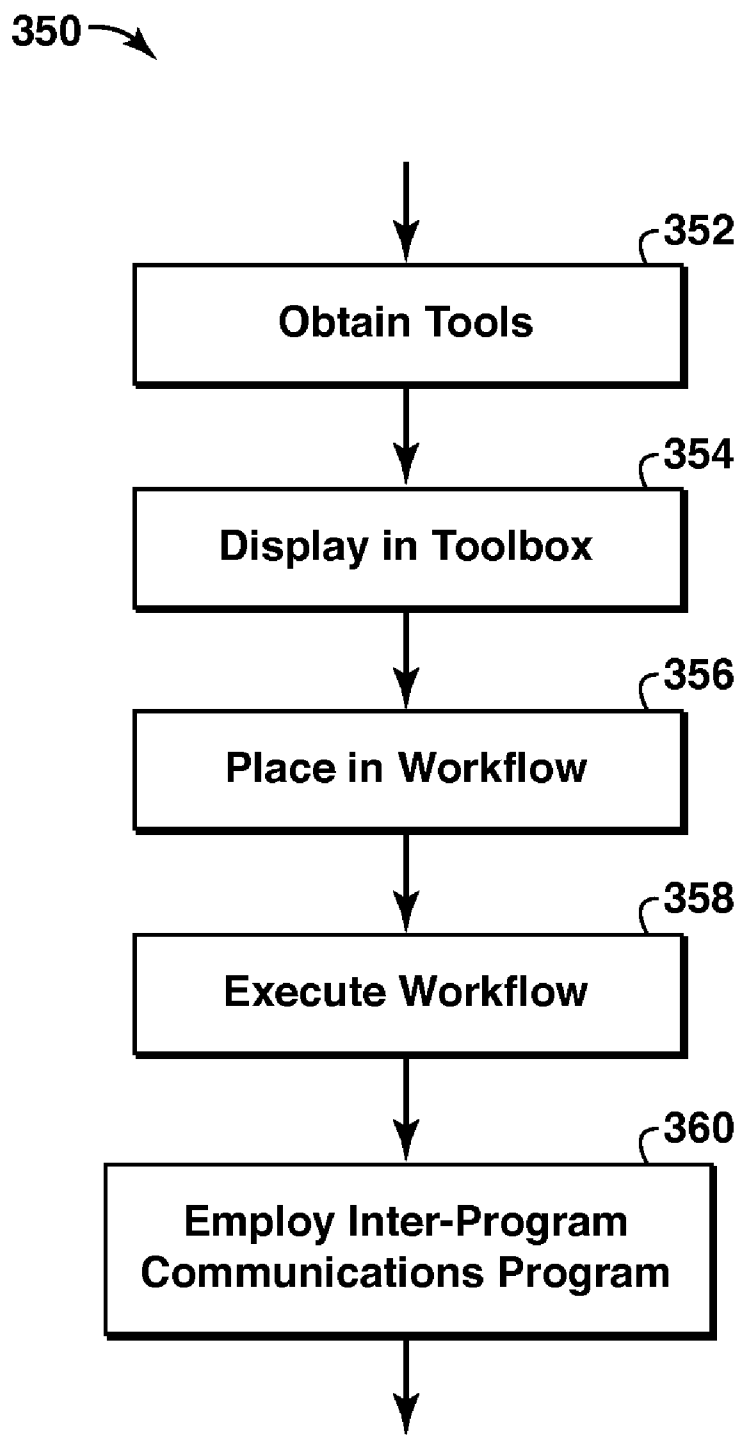 350
352
Obtain Tools
354
Display in Toolbox
356
Place in Workflow
358
Execute Workflow
360
Employ Inter-Program
Communications Program